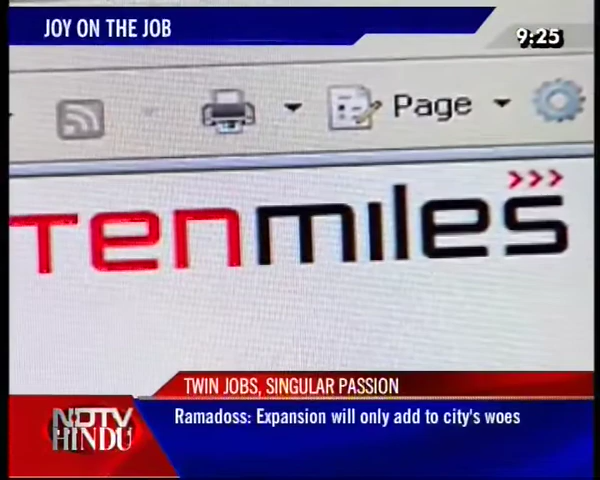 JOY ON THE JOB
9:25
Page
Tenmiles
>>>
TWIN JOBS, SINGULAR PASSION
NDTV
HINDU
Ramadoss: Expansion will only add to city's woes